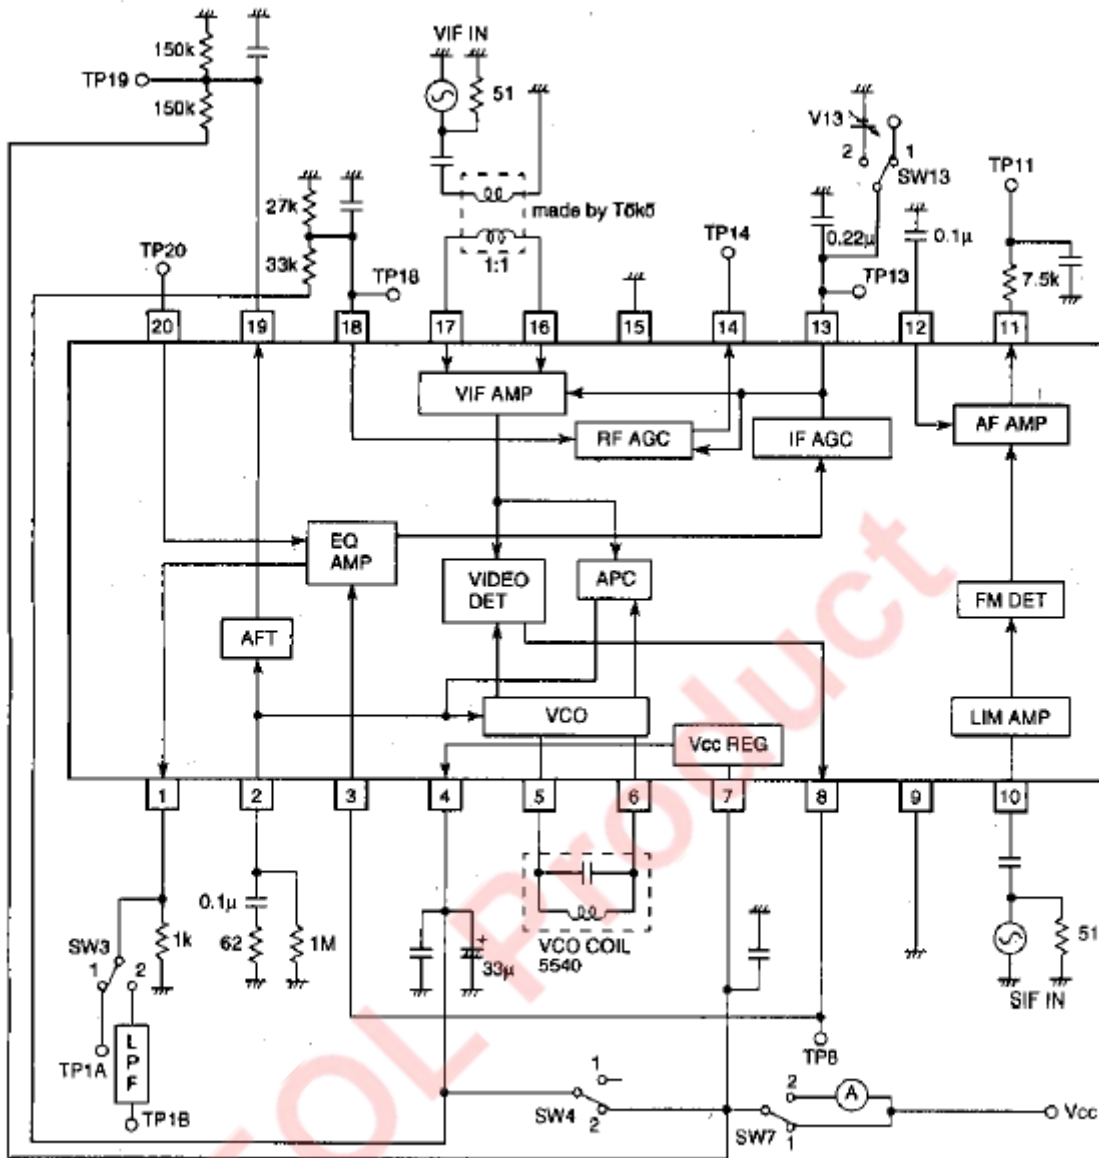 150k
TP19
150k
VIF IN
51
27k
33k
TP20
TP18
made by Tōkō
1:1
TP14
V13
2
1
SW13
0.22µ
TP13
0.1µ
TP11
7.5k
20
19
18
17
16
15
14
13
12
11
VIF AMP
RF AGC
IF AGC
AF AMP
EQ
AMP
VIDEO
DET
APC
FM DET
AFT
VCO
Vcc REG
LIM AMP
1
2
3
4
5
6
7
8
9
10
0.1µ
62
1M
1k
SW3
1
2
TP1A
LPF
TP1B
+
33µ
VCO COIL
5540
51
SIF IN
TP8
1
SW4
2
2
A
SW7
1
Vcc
OL Product